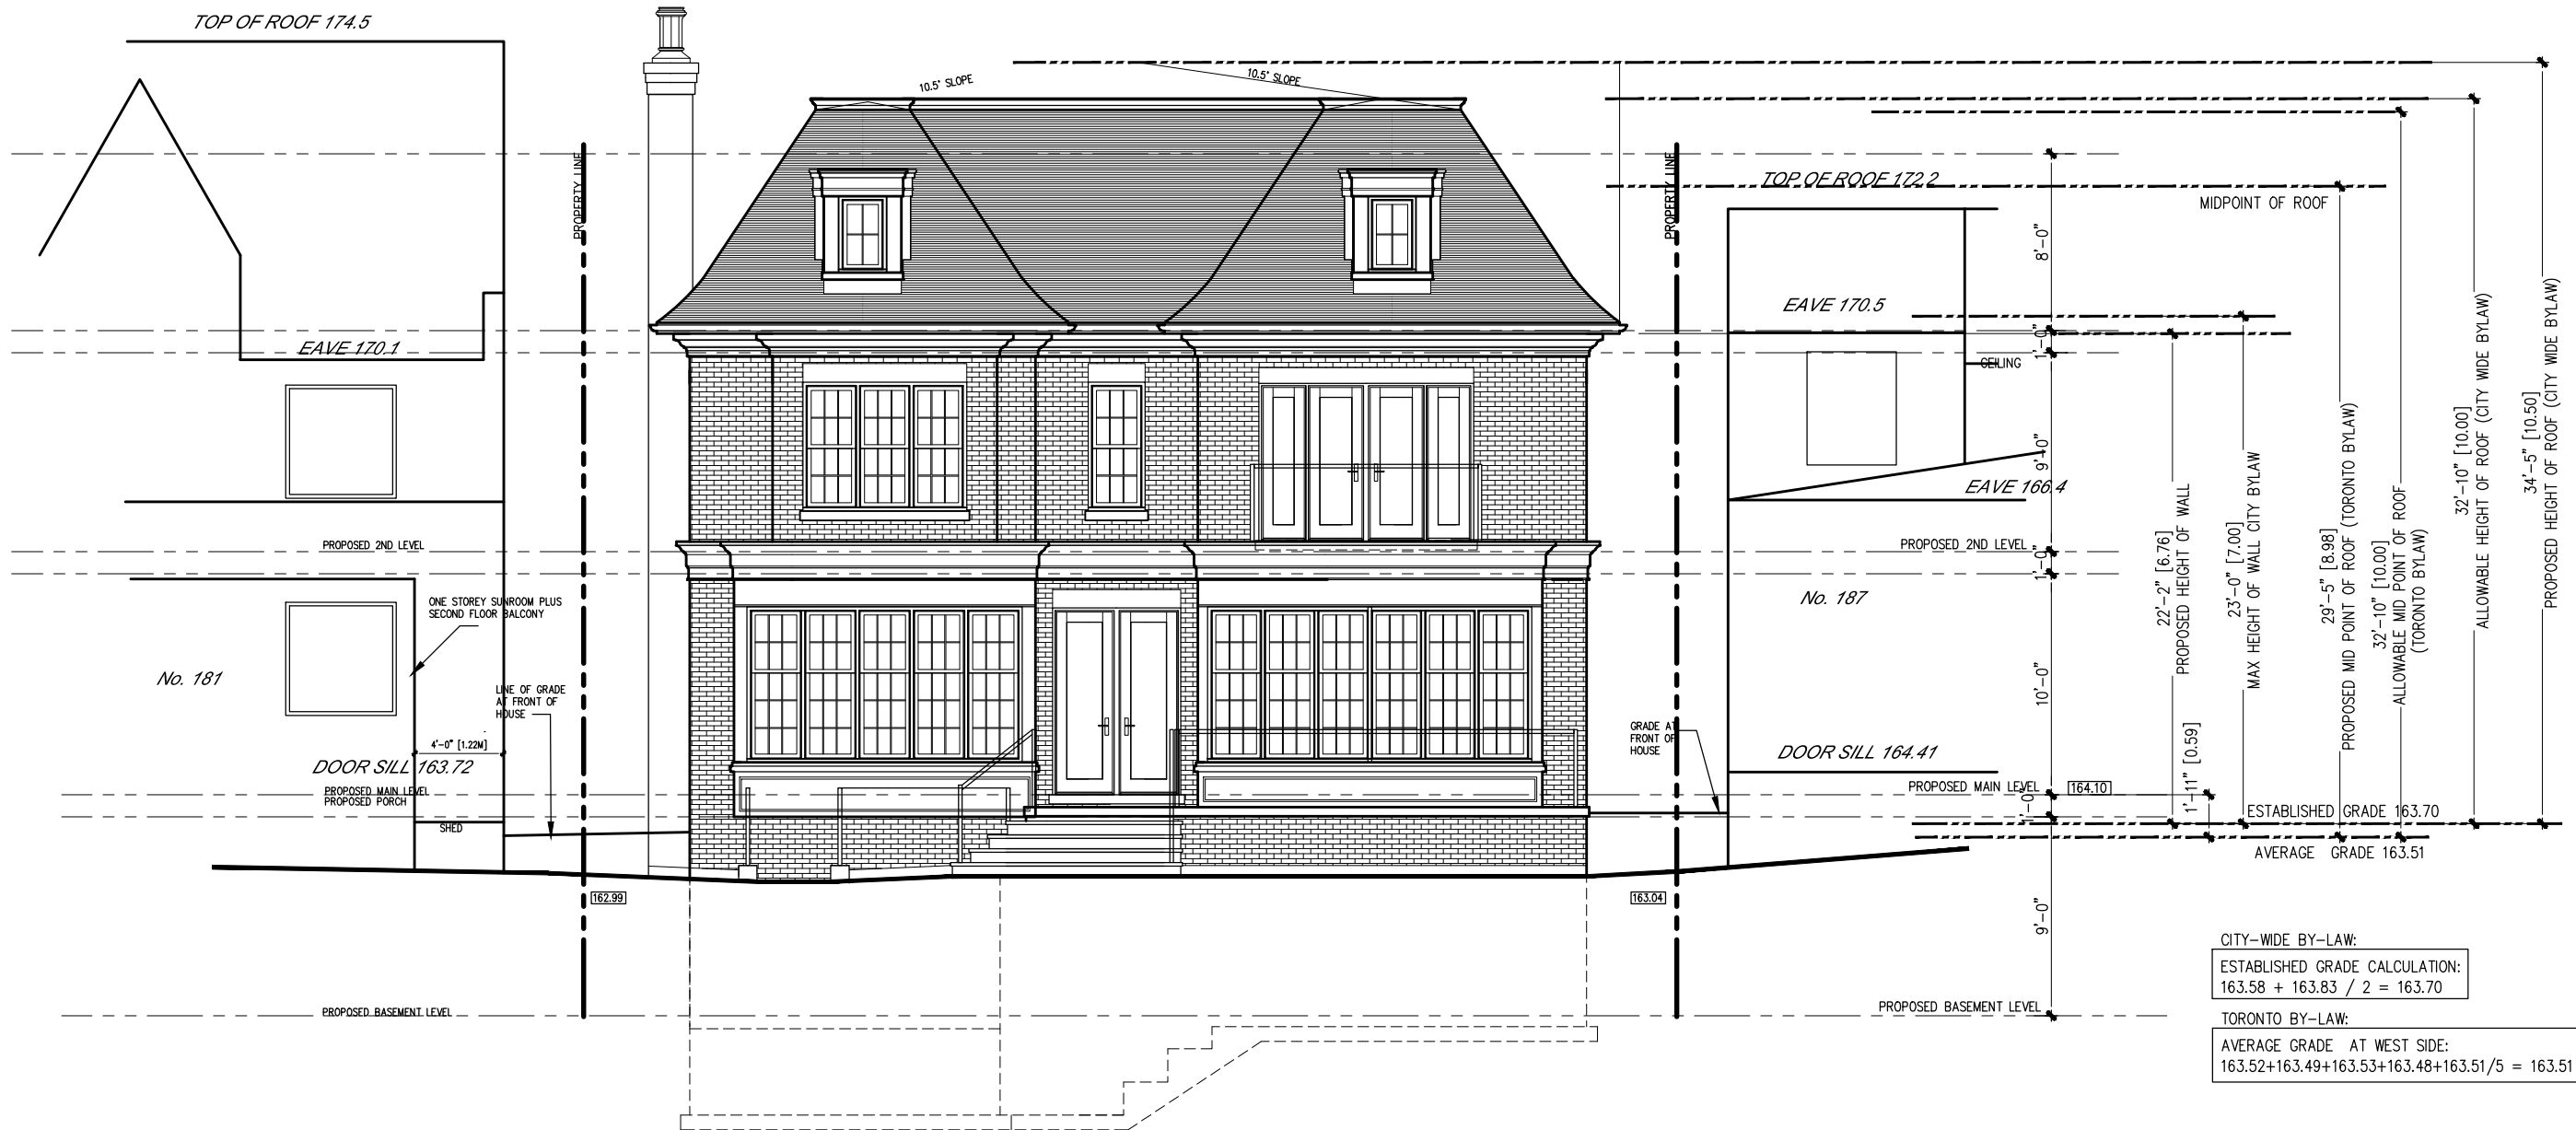 TOP OF ROOF 174.5
10.5° SLOPE
10.5° SLOPE
PROPERTY LINE
PROPERTY LINE
TOP OF ROOF 172.2
MIDPOINT OF ROOF
8'-0"
EAVE 170.5
EAVE 170.1
1'-0"
CEILING
9'-0"
EAVE 166.4
PROPOSED 2ND LEVEL
PROPOSED 2ND LEVEL
1'-0"
ONE STOREY SUNROOM PLUS
SECOND FLOOR BALCONY
No. 187
No. 181
LINE OF GRADE
AT FRONT OF
HOUSE
10'-0"
GRADE AT
FRONT OF
HOUSE
4'-0" [1.22M]
DOOR SILL 163.72
DOOR SILL 164.41
PROPOSED MAIN LEVEL
PROPOSED PORCH
PROPOSED MAIN LEVEL
164.10
1'-0"
1'-11" [0.59]
SHED
ESTABLISHED GRADE 163.70
AVERAGE GRADE 163.51
22'-2" [6.76]
PROPOSED HEIGHT OF WALL
23'-0" [7.00]
MAX HEIGHT OF WALL CITY BYLAW
29'-5" [8.98]
PROPOSED MID POINT OF ROOF (TORONTO BYLAW)
32'-10" [10.00]
ALLOWABLE MID POINT OF ROOF
(TORONTO BYLAW)
32'-10" [10.00]
ALLOWABLE HEIGHT OF ROOF (CITY WIDE BYLAW)
34'-5" [10.50]
PROPOSED HEIGHT OF ROOF (CITY WIDE BYLAW)
162.99
163.04
9'-0"
PROPOSED BASEMENT LEVEL
PROPOSED BASEMENT LEVEL
CITY-WIDE BY-LAW:
ESTABLISHED GRADE CALCULATION:
163.58 + 163.83 / 2 = 163.70
TORONTO BY-LAW:
AVERAGE GRADE AT WEST SIDE:
163.52+163.49+163.53+163.48+163.51/5 = 163.51